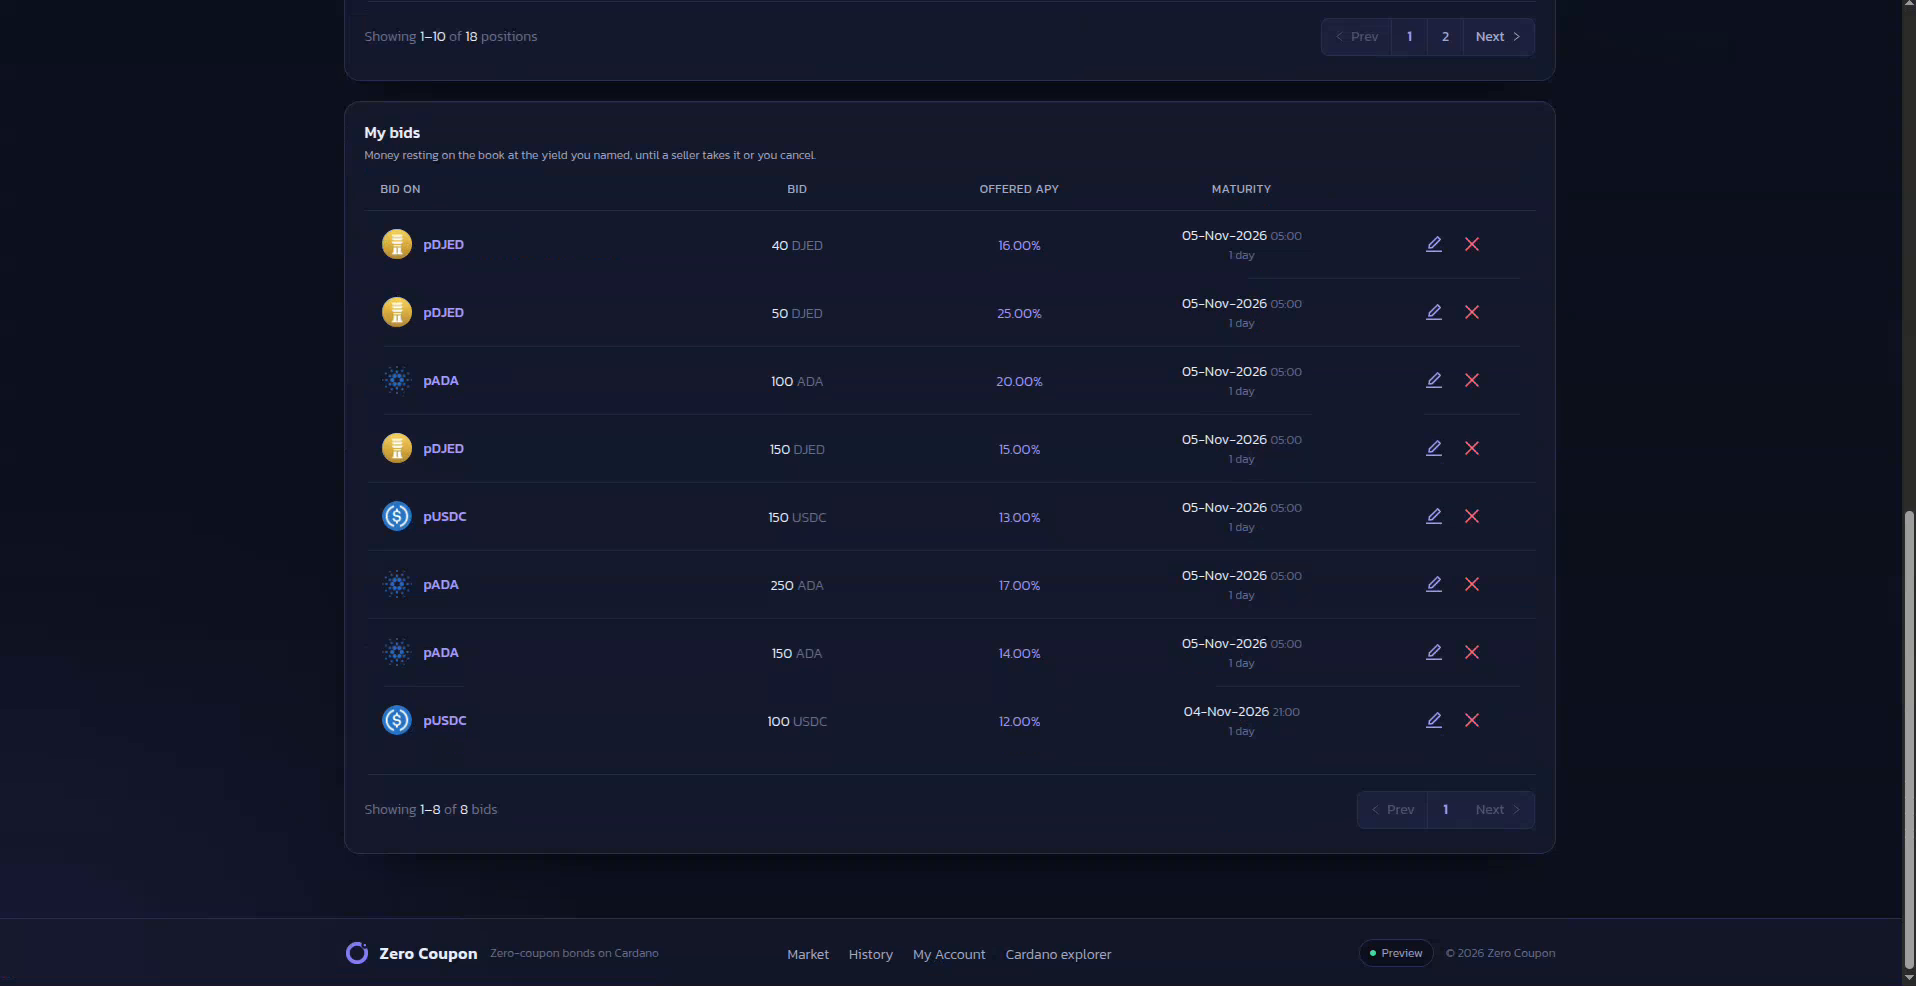 Showing 1–10 of 18 positions
< Prev 1 2 Next >
My bids
Money resting on the book at the yield you named, until a seller takes it or you cancel.
BID ON BID OFFERED APY MATURITY
pDJED 40 DJED 16.00% 05-Nov-2026 05:00
1 day
pDJED 50 DJED 25.00% 05-Nov-2026 05:00
1 day
pADA 100 ADA 20.00% 05-Nov-2026 05:00
1 day
pDJED 150 DJED 15.00% 05-Nov-2026 05:00
1 day
pUSDC 150 USDC 13.00% 05-Nov-2026 05:00
1 day
pADA 250 ADA 17.00% 05-Nov-2026 05:00
1 day
pADA 150 ADA 14.00% 05-Nov-2026 05:00
1 day
pUSDC 100 USDC 12.00% 04-Nov-2026 21:00
1 day
Showing 1–8 of 8 bids
< Prev 1 Next >
Zero Coupon Zero-coupon bonds on Cardano Market History My Account Cardano explorer Preview © 2026 Zero Coupon